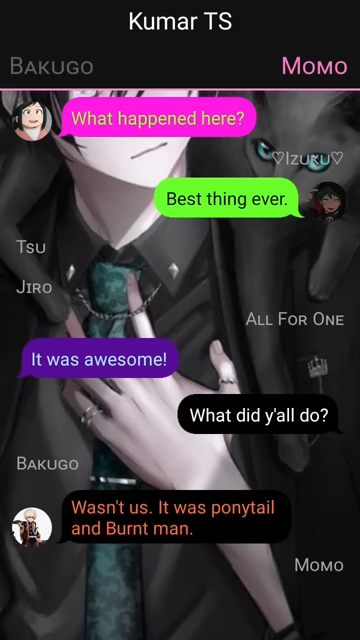 Kumar TS
Bakugo
Momo
What happened here?
♡Izuku♡
Best thing ever.
Tsu
Jiro
All For One
It was awesome!
What did y'all do?
Bakugo
Wasn't us. It was ponytail
and Burnt man.
Momo